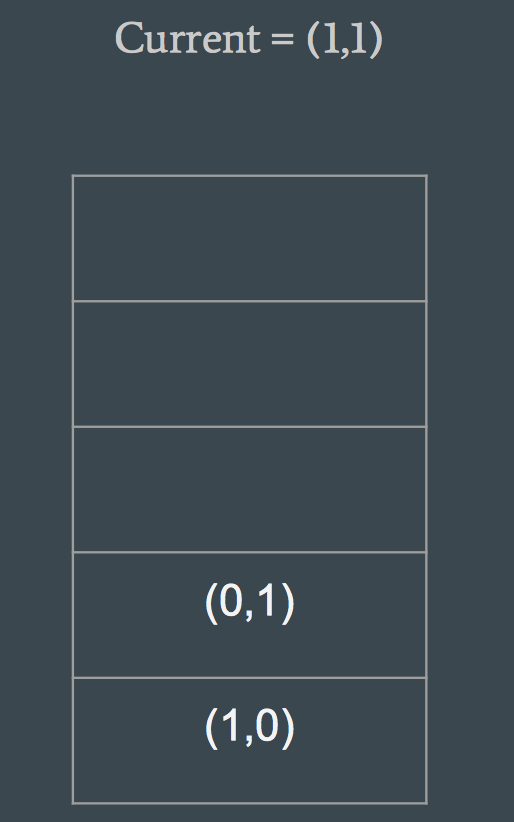 Current = (1,1)
(0,1)
(1,0)